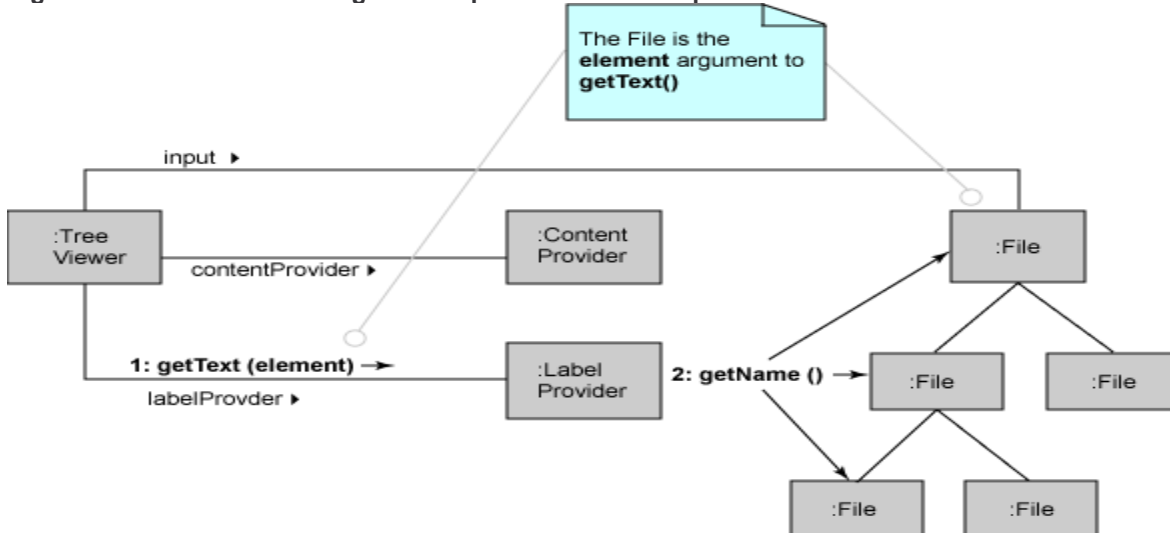 The File is the
element argument to
getText()
input
:Tree
Viewer
:Content
Provider
:File
contentProvider
1: getText (element)
:Label
Provider
2: getName ()
:File
:File
labelProvder
:File
:File